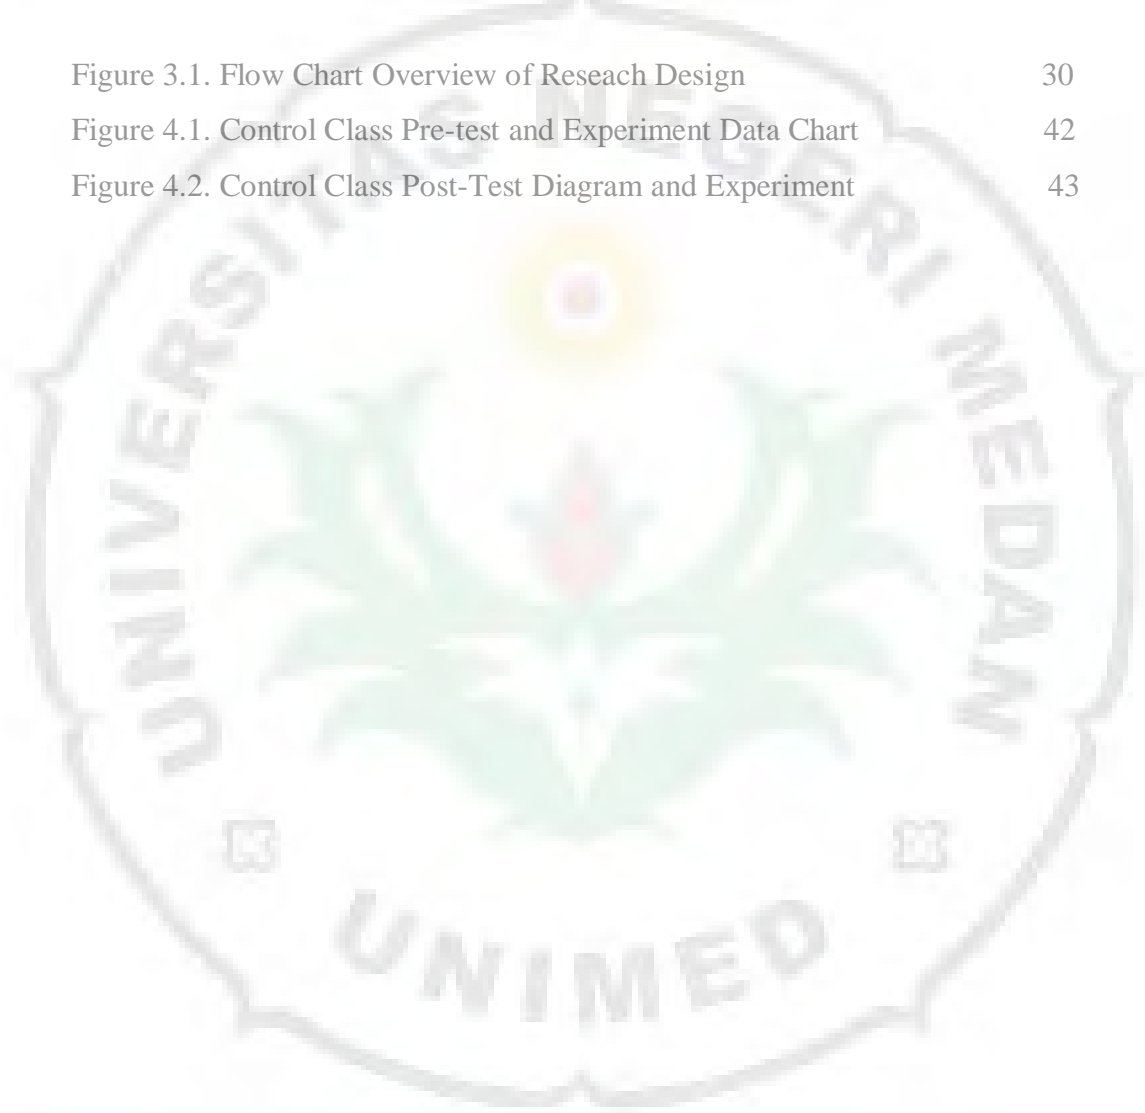 Figure 3.1. Flow Chart Overview of Reseach Design 30
Figure 4.1. Control Class Pre-test and Experiment Data Chart 42
Figure 4.2. Control Class Post-Test Diagram and Experiment 43
UNIVERSITAS NEGERI MEDAN
UNIMED